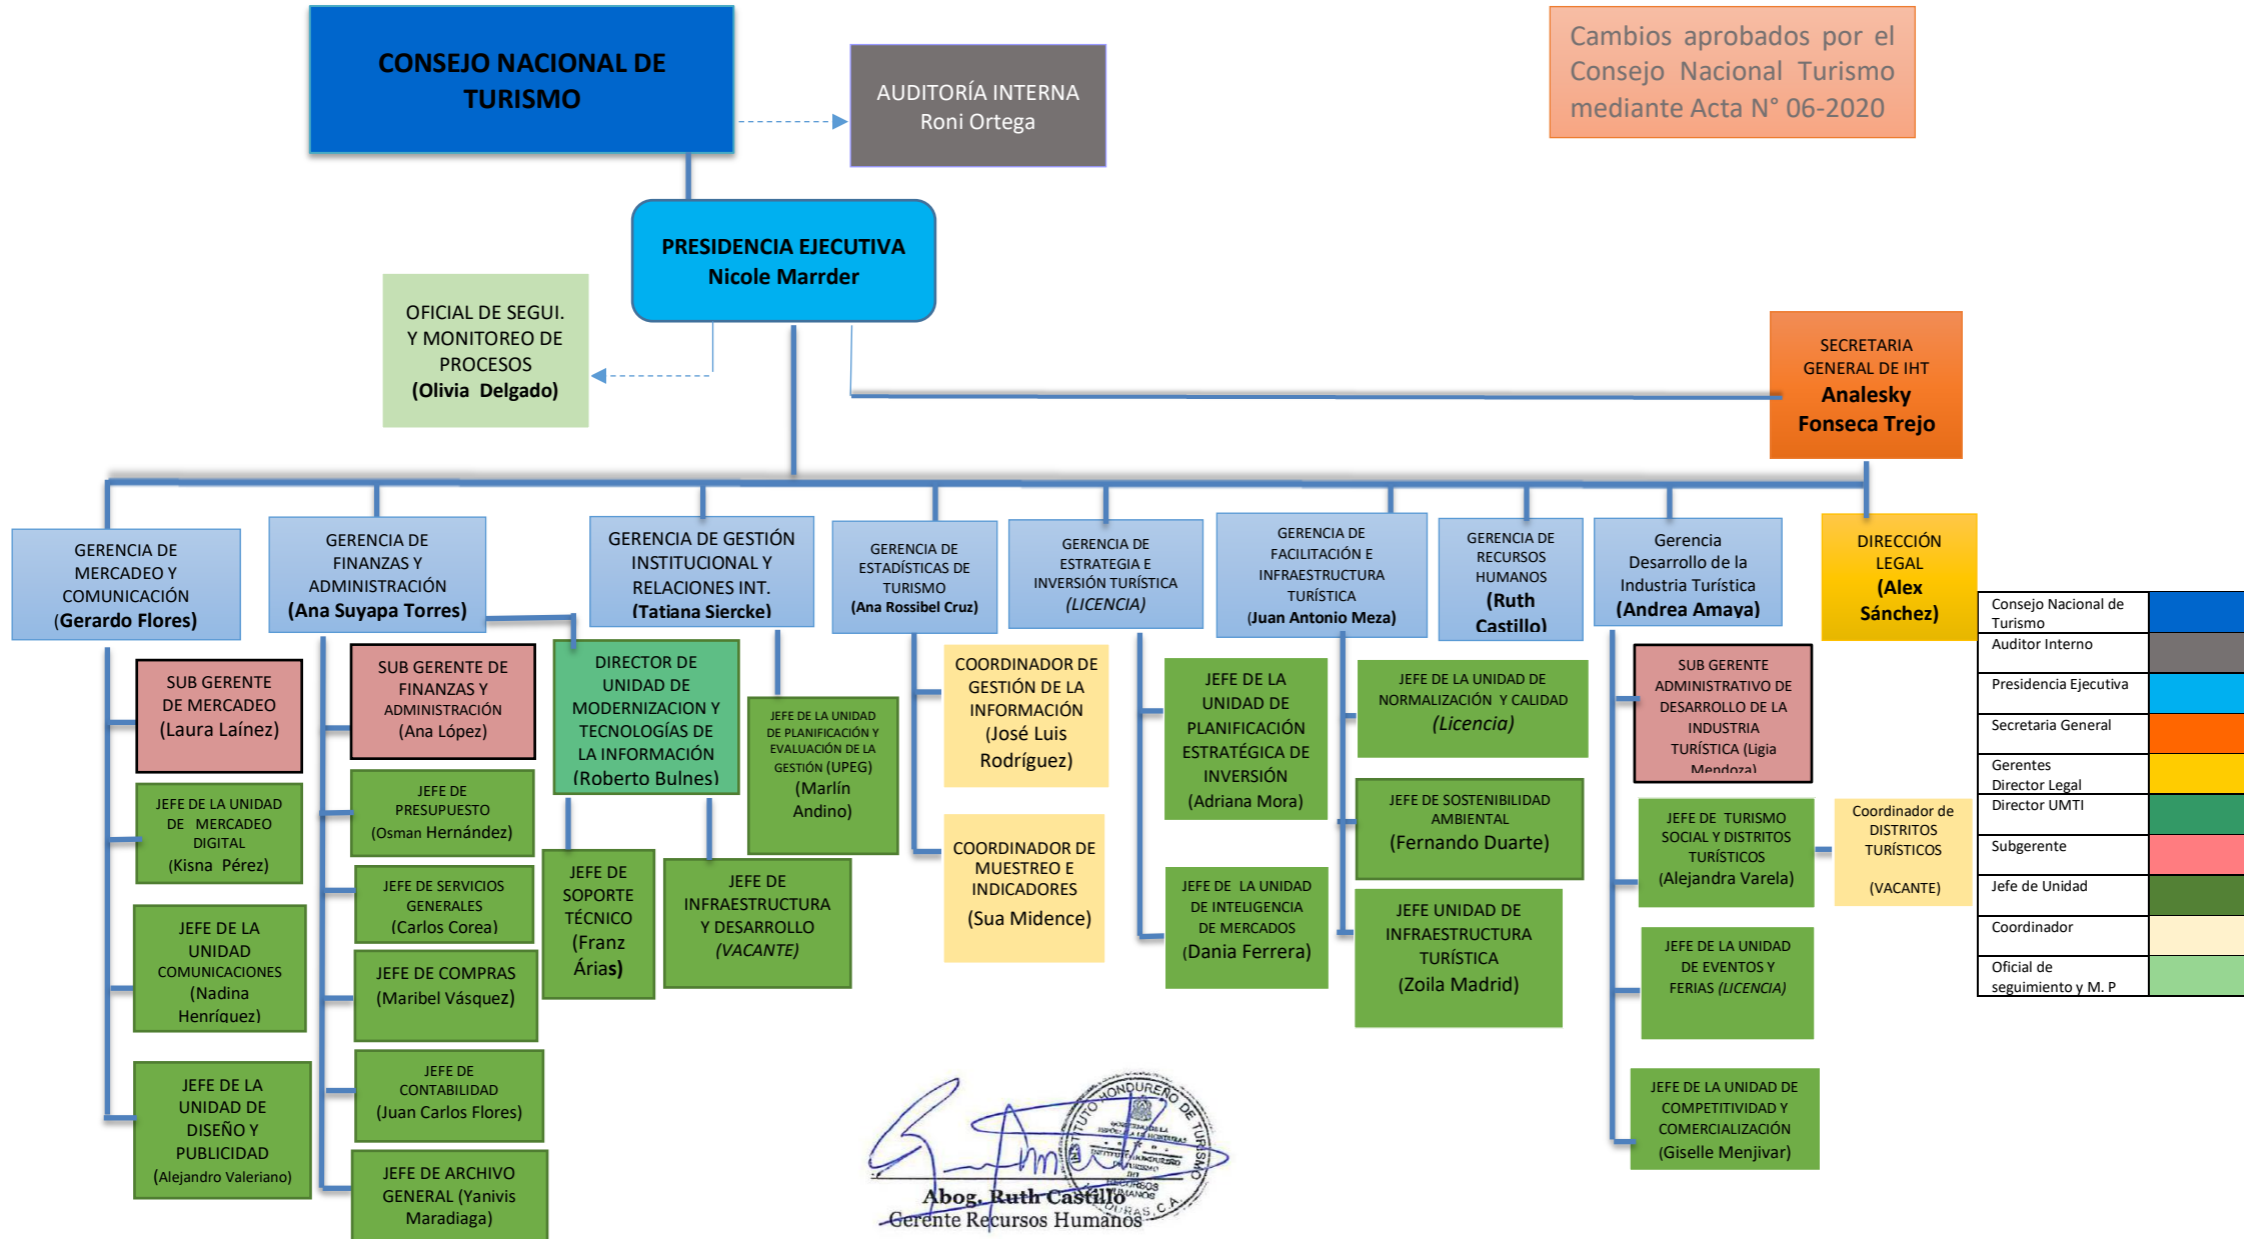 CONSEJO NACIONAL DE
TURISMO
AUDITORÍA INTERNA
Roni Ortega
Cambios aprobados por el
Consejo Nacional Turismo
mediante Acta N° 06-2020
PRESIDENCIA EJECUTIVA
Nicole Marrder
OFICIAL DE SEGUI.
Y MONITOREO DE
PROCESOS
(Olivia Delgado)
SECRETARIA
GENERAL DE IHT
Analesky
Fonseca Trejo
GERENCIA DE
MERCADEO Y
COMUNICACIÓN
(Gerardo Flores)
GERENCIA DE
FINANZAS Y
ADMINISTRACIÓN
(Ana Suyapa Torres)
GERENCIA DE GESTIÓN
INSTITUCIONAL Y
RELACIONES INT.
(Tatiana Siercke)
GERENCIA DE
ESTADÍSTICAS DE
TURISMO
(Ana Rossibel Cruz)
GERENCIA DE
ESTRATEGIA E
INVERSIÓN TURÍSTICA
(LICENCIA)
GERENCIA DE
FACILITACIÓN E
INFRAESTRUCTURA
TURÍSTICA
(Juan Antonio Meza)
GERENCIA DE
RECURSOS
HUMANOS
(Ruth
Castillo)
Gerencia
Desarrollo de la
Industria Turística
(Andrea Amaya)
DIRECCIÓN
LEGAL
(Alex
Sánchez)
SUB GERENTE
DE MERCADEO
(Laura Laínez)
JEFE DE LA UNIDAD
DE MERCADEO
DIGITAL
(Kisna Pérez)
JEFE DE LA
UNIDAD
COMUNICACIONES
(Nadina
Henríquez)
JEFE DE LA
UNIDAD DE
DISEÑO Y
PUBLICIDAD
(Alejandro Valeriano)
SUB GERENTE DE
FINANZAS Y
ADMINISTRACIÓN
(Ana López)
JEFE DE
PRESUPUESTO
(Osman Hernández)
JEFE DE SERVICIOS
GENERALES
(Carlos Corea)
JEFE DE COMPRAS
(Maribel Vásquez)
JEFE DE
CONTABILIDAD
(Juan Carlos Flores)
JEFE DE ARCHIVO
GENERAL (Yanivis
Maradiaga)
DIRECTOR DE
UNIDAD DE
MODERNIZACION Y
TECNOLOGÍAS DE
LA INFORMACIÓN
(Roberto Bulnes)
JEFE DE
SOPORTE
TÉCNICO
(Franz
Árias)
JEFE DE
INFRAESTRUCTURA
Y DESARROLLO
(VACANTE)
JEFE DE LA UNIDAD
DE PLANIFICACIÓN Y
EVALUACIÓN DE LA
GESTIÓN (UPEG)
(Marlín
Andino)
COORDINADOR DE
GESTIÓN DE LA
INFORMACIÓN
(José Luis
Rodríguez)
COORDINADOR DE
MUESTREO E
INDICADORES
(Sua Midence)
JEFE DE LA
UNIDAD DE
PLANIFICACIÓN
ESTRATÉGICA DE
INVERSIÓN
(Adriana Mora)
JEFE DE LA UNIDAD
DE INTELIGENCIA
DE MERCADOS
(Dania Ferrera)
JEFE DE LA UNIDAD DE
NORMALIZACIÓN Y CALIDAD
(Licencia)
JEFE DE SOSTENIBILIDAD
AMBIENTAL
(Fernando Duarte)
JEFE UNIDAD DE
INFRAESTRUCTURA
TURÍSTICA
(Zoila Madrid)
SUB GERENTE
ADMINISTRATIVO DE
DESARROLLO DE LA
INDUSTRIA
TURÍSTICA (Ligia
Mendoza)
JEFE DE TURISMO
SOCIAL Y DISTRITOS
TURÍSTICOS
(Alejandra Varela)
Coordinador de
DISTRITOS
TURÍSTICOS
(VACANTE)
JEFE DE LA UNIDAD
DE EVENTOS Y
FERIAS (LICENCIA)
JEFE DE LA UNIDAD DE
COMPETITIVIDAD Y
COMERCIALIZACIÓN
(Giselle Menjivar)
Consejo Nacional de
Turismo
Auditor Interno
Presidencia Ejecutiva
Secretaria General
Gerentes
Director Legal
Director UMTI
Subgerente
Jefe de Unidad
Coordinador
Oficial de
seguimiento y M. P
INSTITUTO HONDUREÑO DE TURISMO
RECURSOS
HUMANOS
Abog. Ruth Castillo
Gerente Recursos Humanos